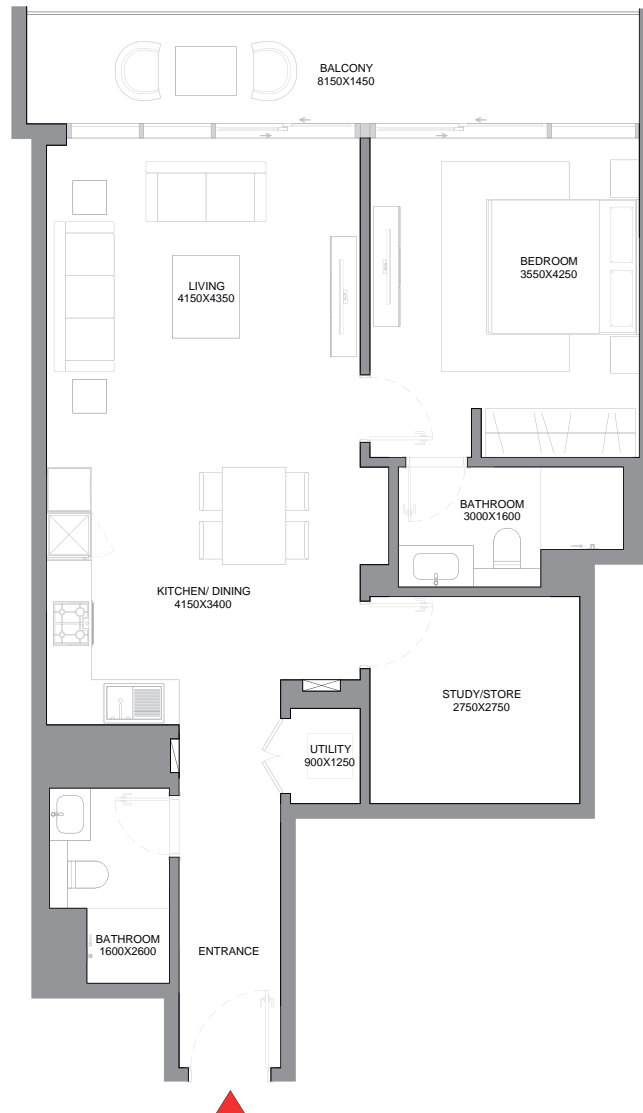 BALCONY
8150X1450
LIVING
4150X4350
BEDROOM
3550X4250
BATHROOM
3000X1600
KITCHEN/ DINING
4150X3400
STUDY/STORE
2750X2750
UTILITY
900X1250
BATHROOM
1600X2600
ENTRANCE